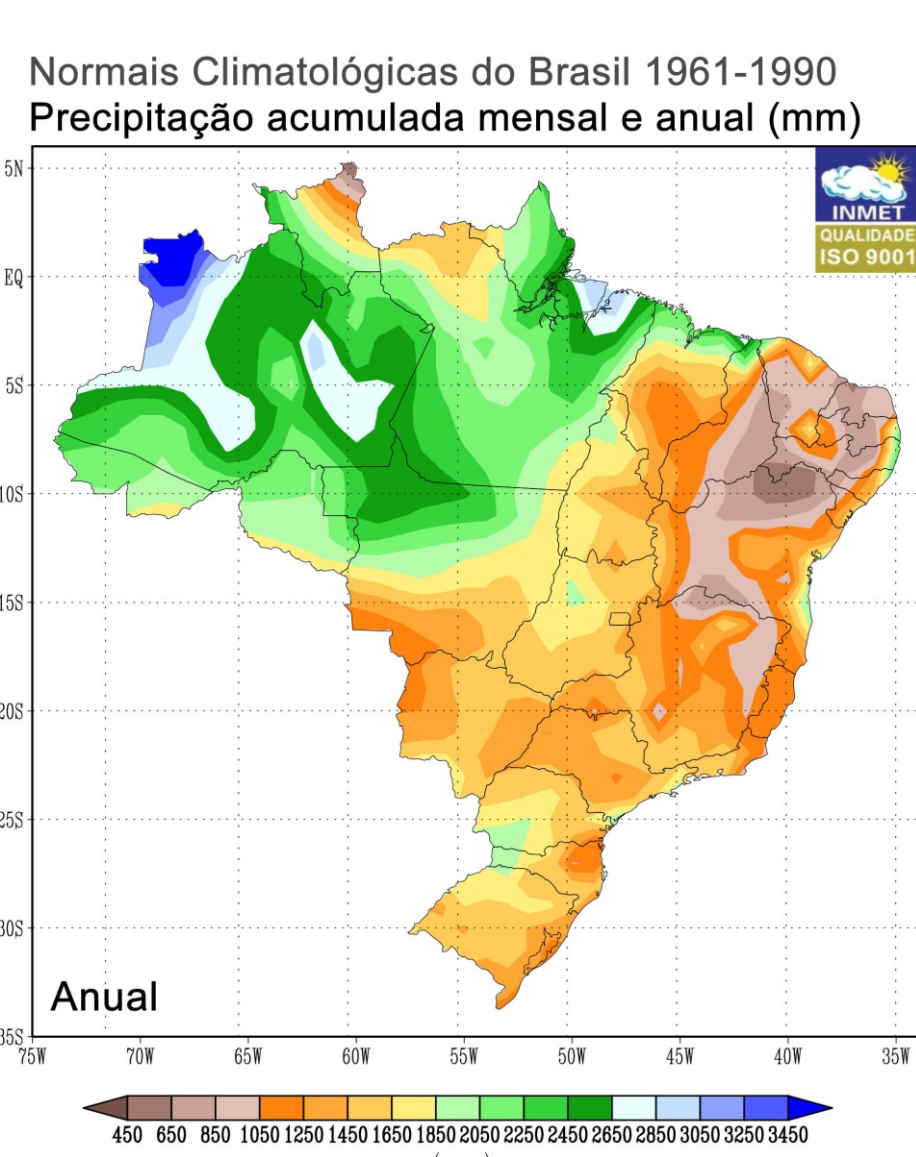 Normais Climatológicas do Brasil 1961-1990
Precipitação acumulada mensal e anual (mm)
INMET
QUALIDADE
ISO 9001
5N
EQ
5S
10S
15S
20S
25S
30S
35S
Anual
75W 70W 65W 60W 55W 50W 45W 40W 35W
450 650 850 1050 1250 1450 1650 1850 2050 2250 2450 2650 2850 3050 3250 3450